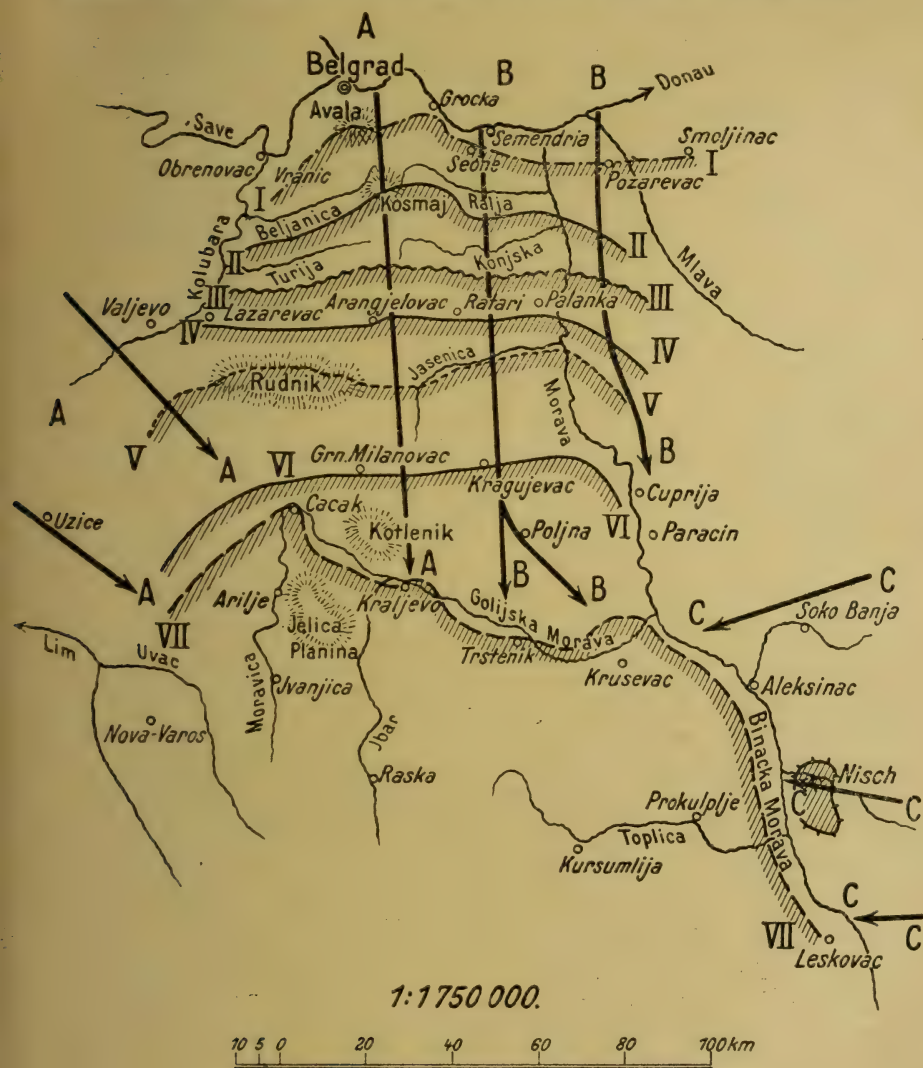 A
Belgrad
B
B
Donau
Avala
Grocka
Save
Semendria
Smoljinac
Obrenovac
Vranic
Seone
Pozarevac
I
I
Kosmaj
Ralja
Beljanica
II
II
Kolubara
Konjska
Mlava
Turija
III
III
Valjevo
Lazarevac
Arangjelovac
Ratari
Palanka
IV
IV
Jasenica
Rudnik
A
Morava
V
V
A
VI
Grn. Milanovac
B
Kragujevac
Cuprija
VI
Uzice
Cacak
Kotlenik
Poljna
Paracin
A
A
B
B
C
C
Arilje
Kraljevo
Golijska Morava
Soko Banja
VII
Jelica
Planina
Trstenik
Lim
Uvac
Krusevac
Aleksinac
Moravica
Jvanjica
Nova-Varos
Jbar
Binacka Morava
Raska
Nisch
Prokulplje
C
C
Toplica
Kursumlija
C
VII
C
Leskovac
1:1750 000.
10 5 0 20 40 60 80 100 km